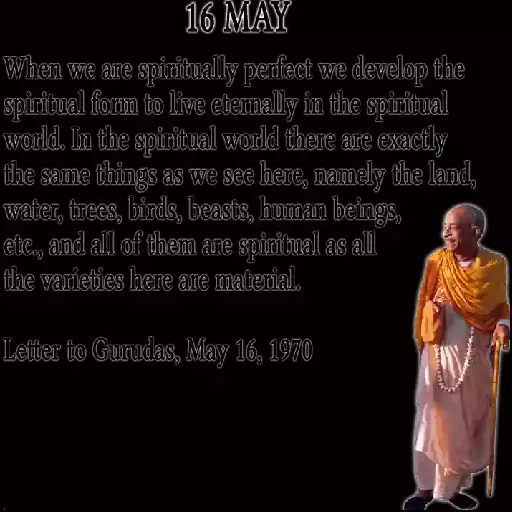 16 MAY
When we are spiritually perfect we develop the
spiritual form to live eternally in the spiritual
world. In the spiritual world there are exactly
the same things as we see here, namely the land,
water, trees, birds, beasts, human beings,
etc., and all of them are spiritual as all
the varieties here are material.
Letter to Gurudas, May 16, 1970